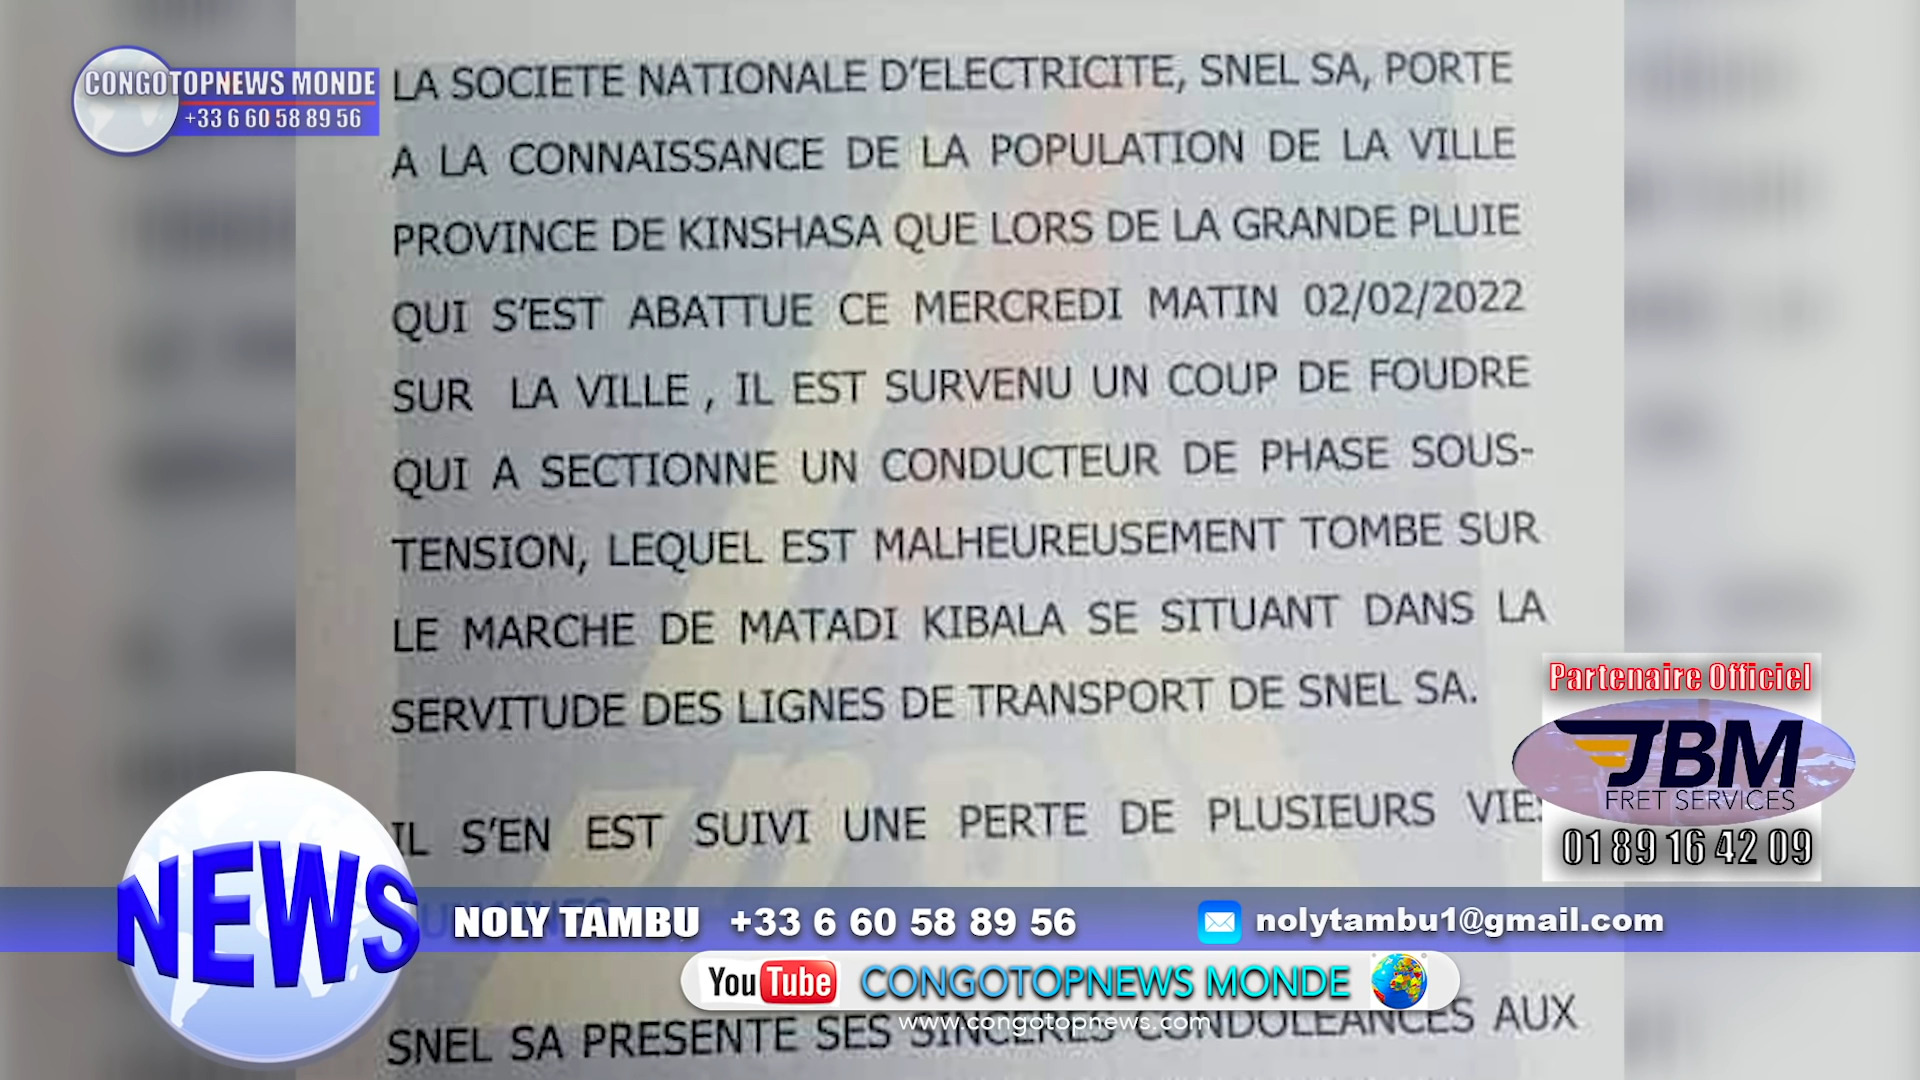 CONGOTOPNEWS MONDE
+33 6 60 58 89 56
LA SOCIETE NATIONALE D'ELECTRICITE, SNEL SA, PORTE
A LA CONNAISSANCE DE LA POPULATION DE LA VILLE
PROVINCE DE KINSHASA QUE LORS DE LA GRANDE PLUIE
QUI S'EST ABATTUE CE MERCREDI MATIN 02/02/2022
SUR LA VILLE , IL EST SURVENU UN COUP DE FOUDRE
QUI A SECTIONNE UN CONDUCTEUR DE PHASE SOUS-
TENSION, LEQUEL EST MALHEUREUSEMENT TOMBE SUR
LE MARCHE DE MATADI KIBALA SE SITUANT DANS LA
SERVITUDE DES LIGNES DE TRANSPORT DE SNEL SA.
IL S'EN EST SUIVI UNE PERTE DE PLUSIEURS VIES
Partenaire Officiel
JBM
FRET SERVICES
01 89 16 42 09
NEWS
NOLY TAMBU +33 6 60 58 89 56
nolytambu1@gmail.com
YouTube CONGOTOPNEWS MONDE
www.congotopnews.com
SNEL SA PRESENTE SES SINCERES CONDOLEANCES AUX